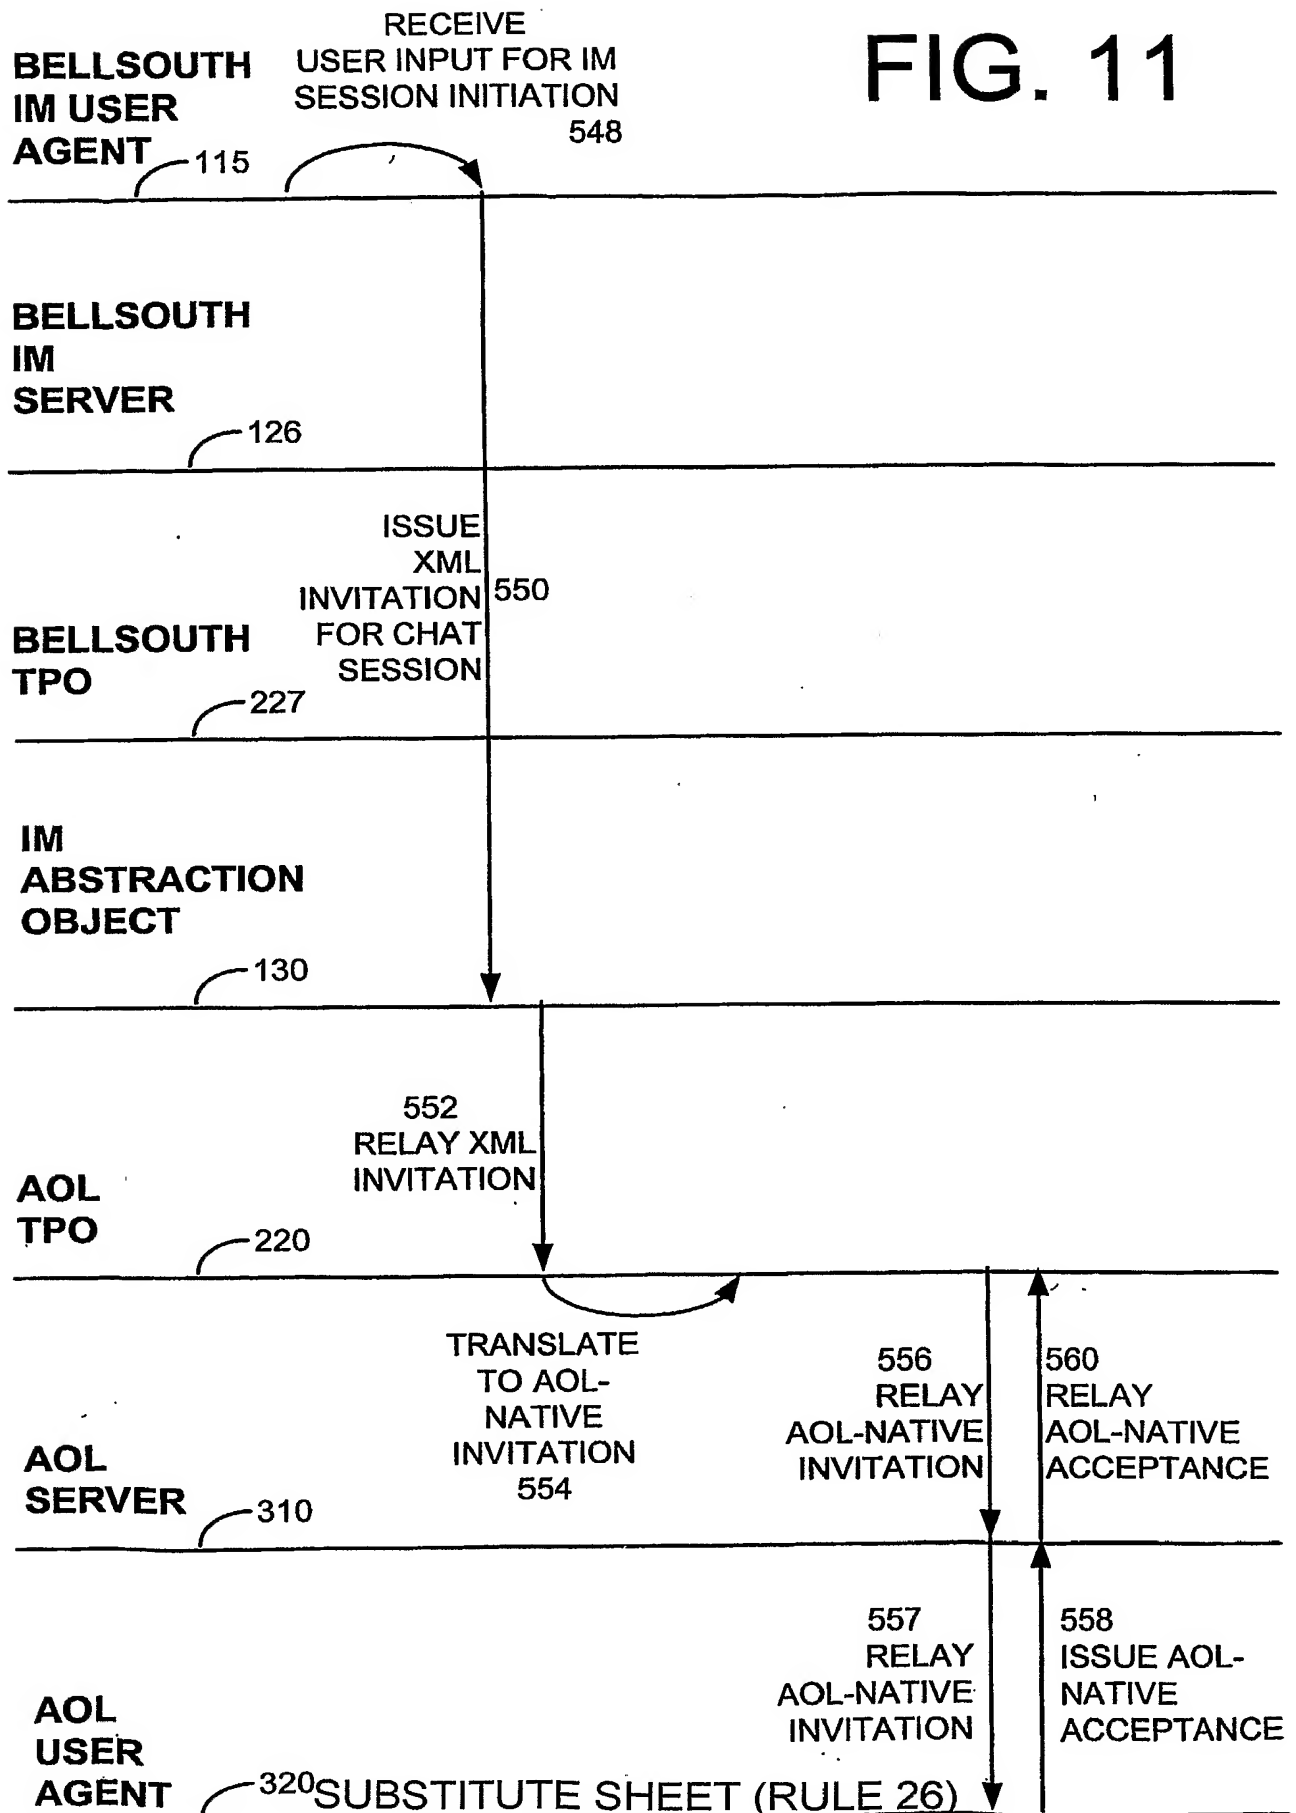 FIG. 11
BELLSOUTH
IM USER
AGENT
115
RECEIVE
USER INPUT FOR IM
SESSION INITIATION
548
BELLSOUTH
IM
SERVER
126
ISSUE
XML
INVITATION
FOR CHAT
SESSION
550
BELLSOUTH
TPO
227
IM
ABSTRACTION
OBJECT
130
552
RELAY XML
INVITATION
AOL
TPO
220
TRANSLATE
TO AOL-
NATIVE
INVITATION
554
556
RELAY
AOL-NATIVE
INVITATION
560
RELAY
AOL-NATIVE
ACCEPTANCE
AOL
SERVER
310
557
RELAY
AOL-NATIVE
INVITATION
558
ISSUE AOL-
NATIVE
ACCEPTANCE
AOL
USER
AGENT
320
SUBSTITUTE SHEET (RULE 26)